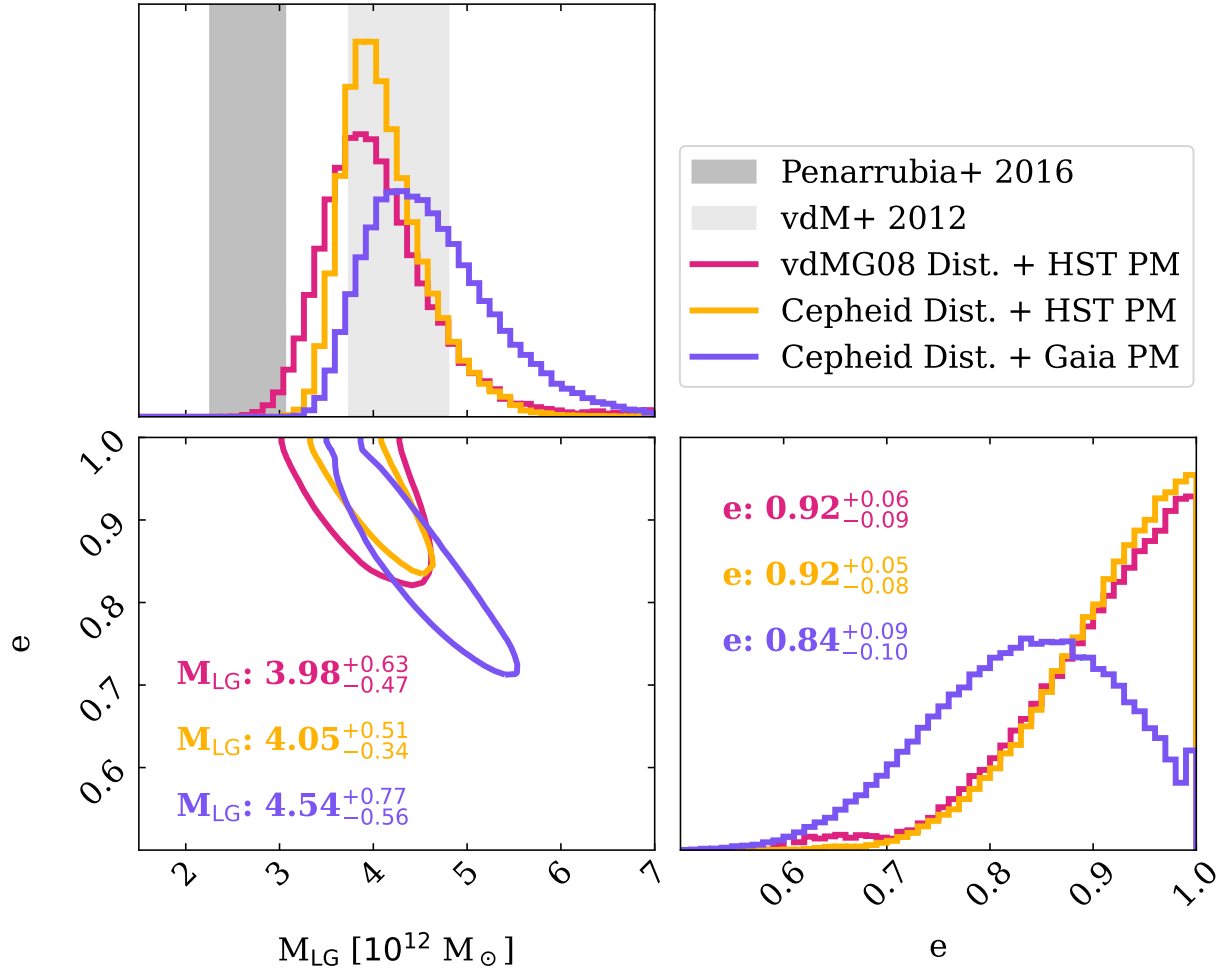 Penarrubia+ 2016
vdM+ 2012
vdMG08 Dist. + HST PM
Cepheid Dist. + HST PM
Cepheid Dist. + Gaia PM
1.0
0.9
0.8
0.7
0.6
e
M_LG: 3.98^{+0.63}_{−0.47}
M_LG: 4.05^{+0.51}_{−0.34}
M_LG: 4.54^{+0.77}_{−0.56}
2 3 4 5 6 7
M_LG [10^{12} M_⊙]
e: 0.92^{+0.06}_{−0.09}
e: 0.92^{+0.05}_{−0.08}
e: 0.84^{+0.09}_{−0.10}
0.6 0.7 0.8 0.9 1.0
e